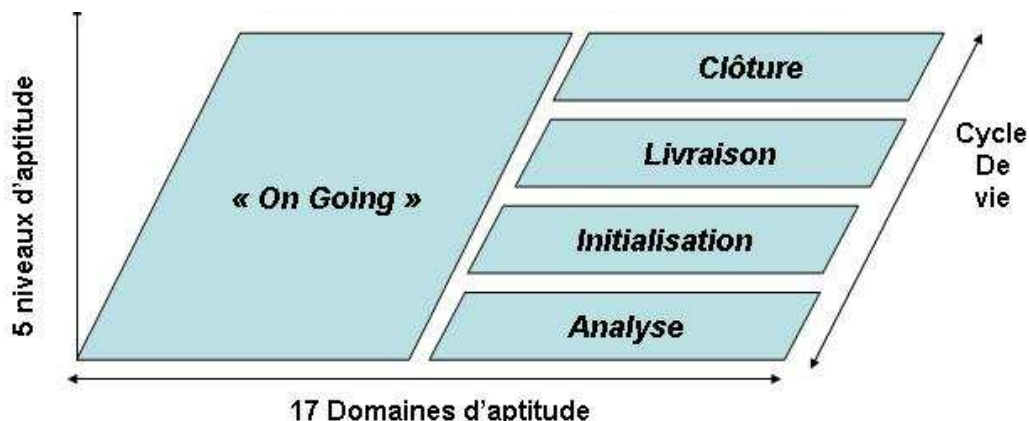 Clôture
Livraison
« On Going »
Initialisation
Analyse
5 niveaux d'aptitude
Cycle
De
vie
17 Domaines d'aptitude